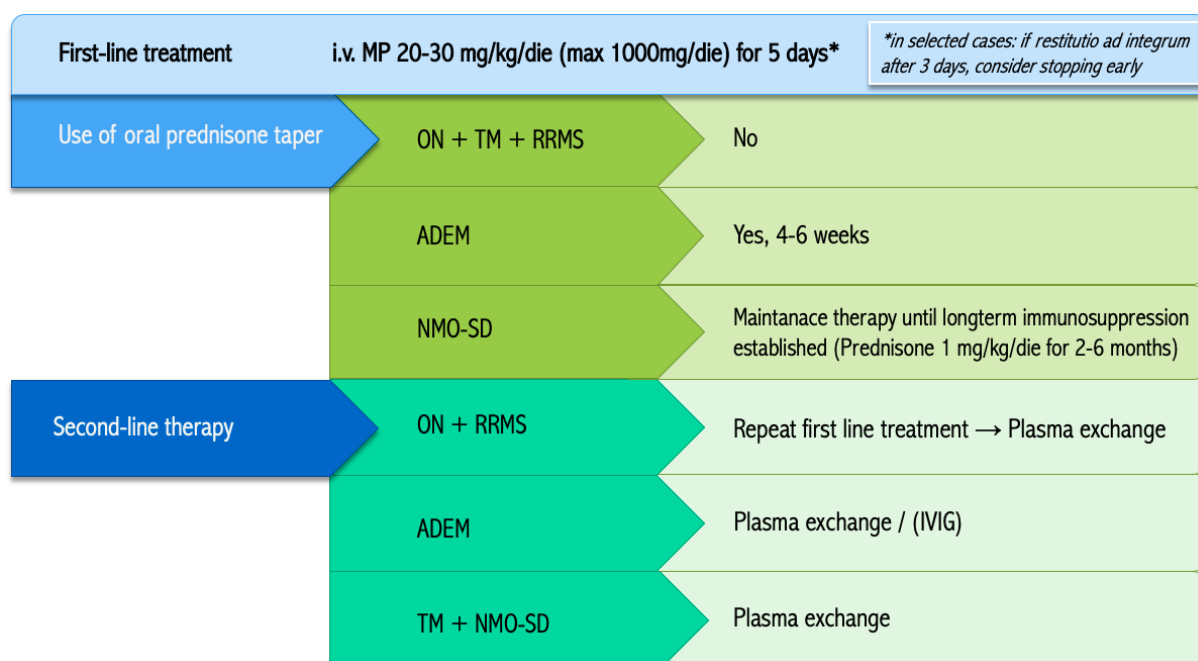 First-line treatment
i.v. MP 20-30 mg/kg/die (max 1000mg/die) for 5 days*
*in selected cases: if restitutio ad integrum
after 3 days, consider stopping early
Use of oral prednisone taper
ON + TM + RRMS
No
ADEM
Yes, 4-6 weeks
NMO-SD
Maintanace therapy until longterm immunosuppression
established (Prednisone 1 mg/kg/die for 2-6 months)
Second-line therapy
ON + RRMS
Repeat first line treatment → Plasma exchange
ADEM
Plasma exchange / (IVIG)
TM + NMO-SD
Plasma exchange